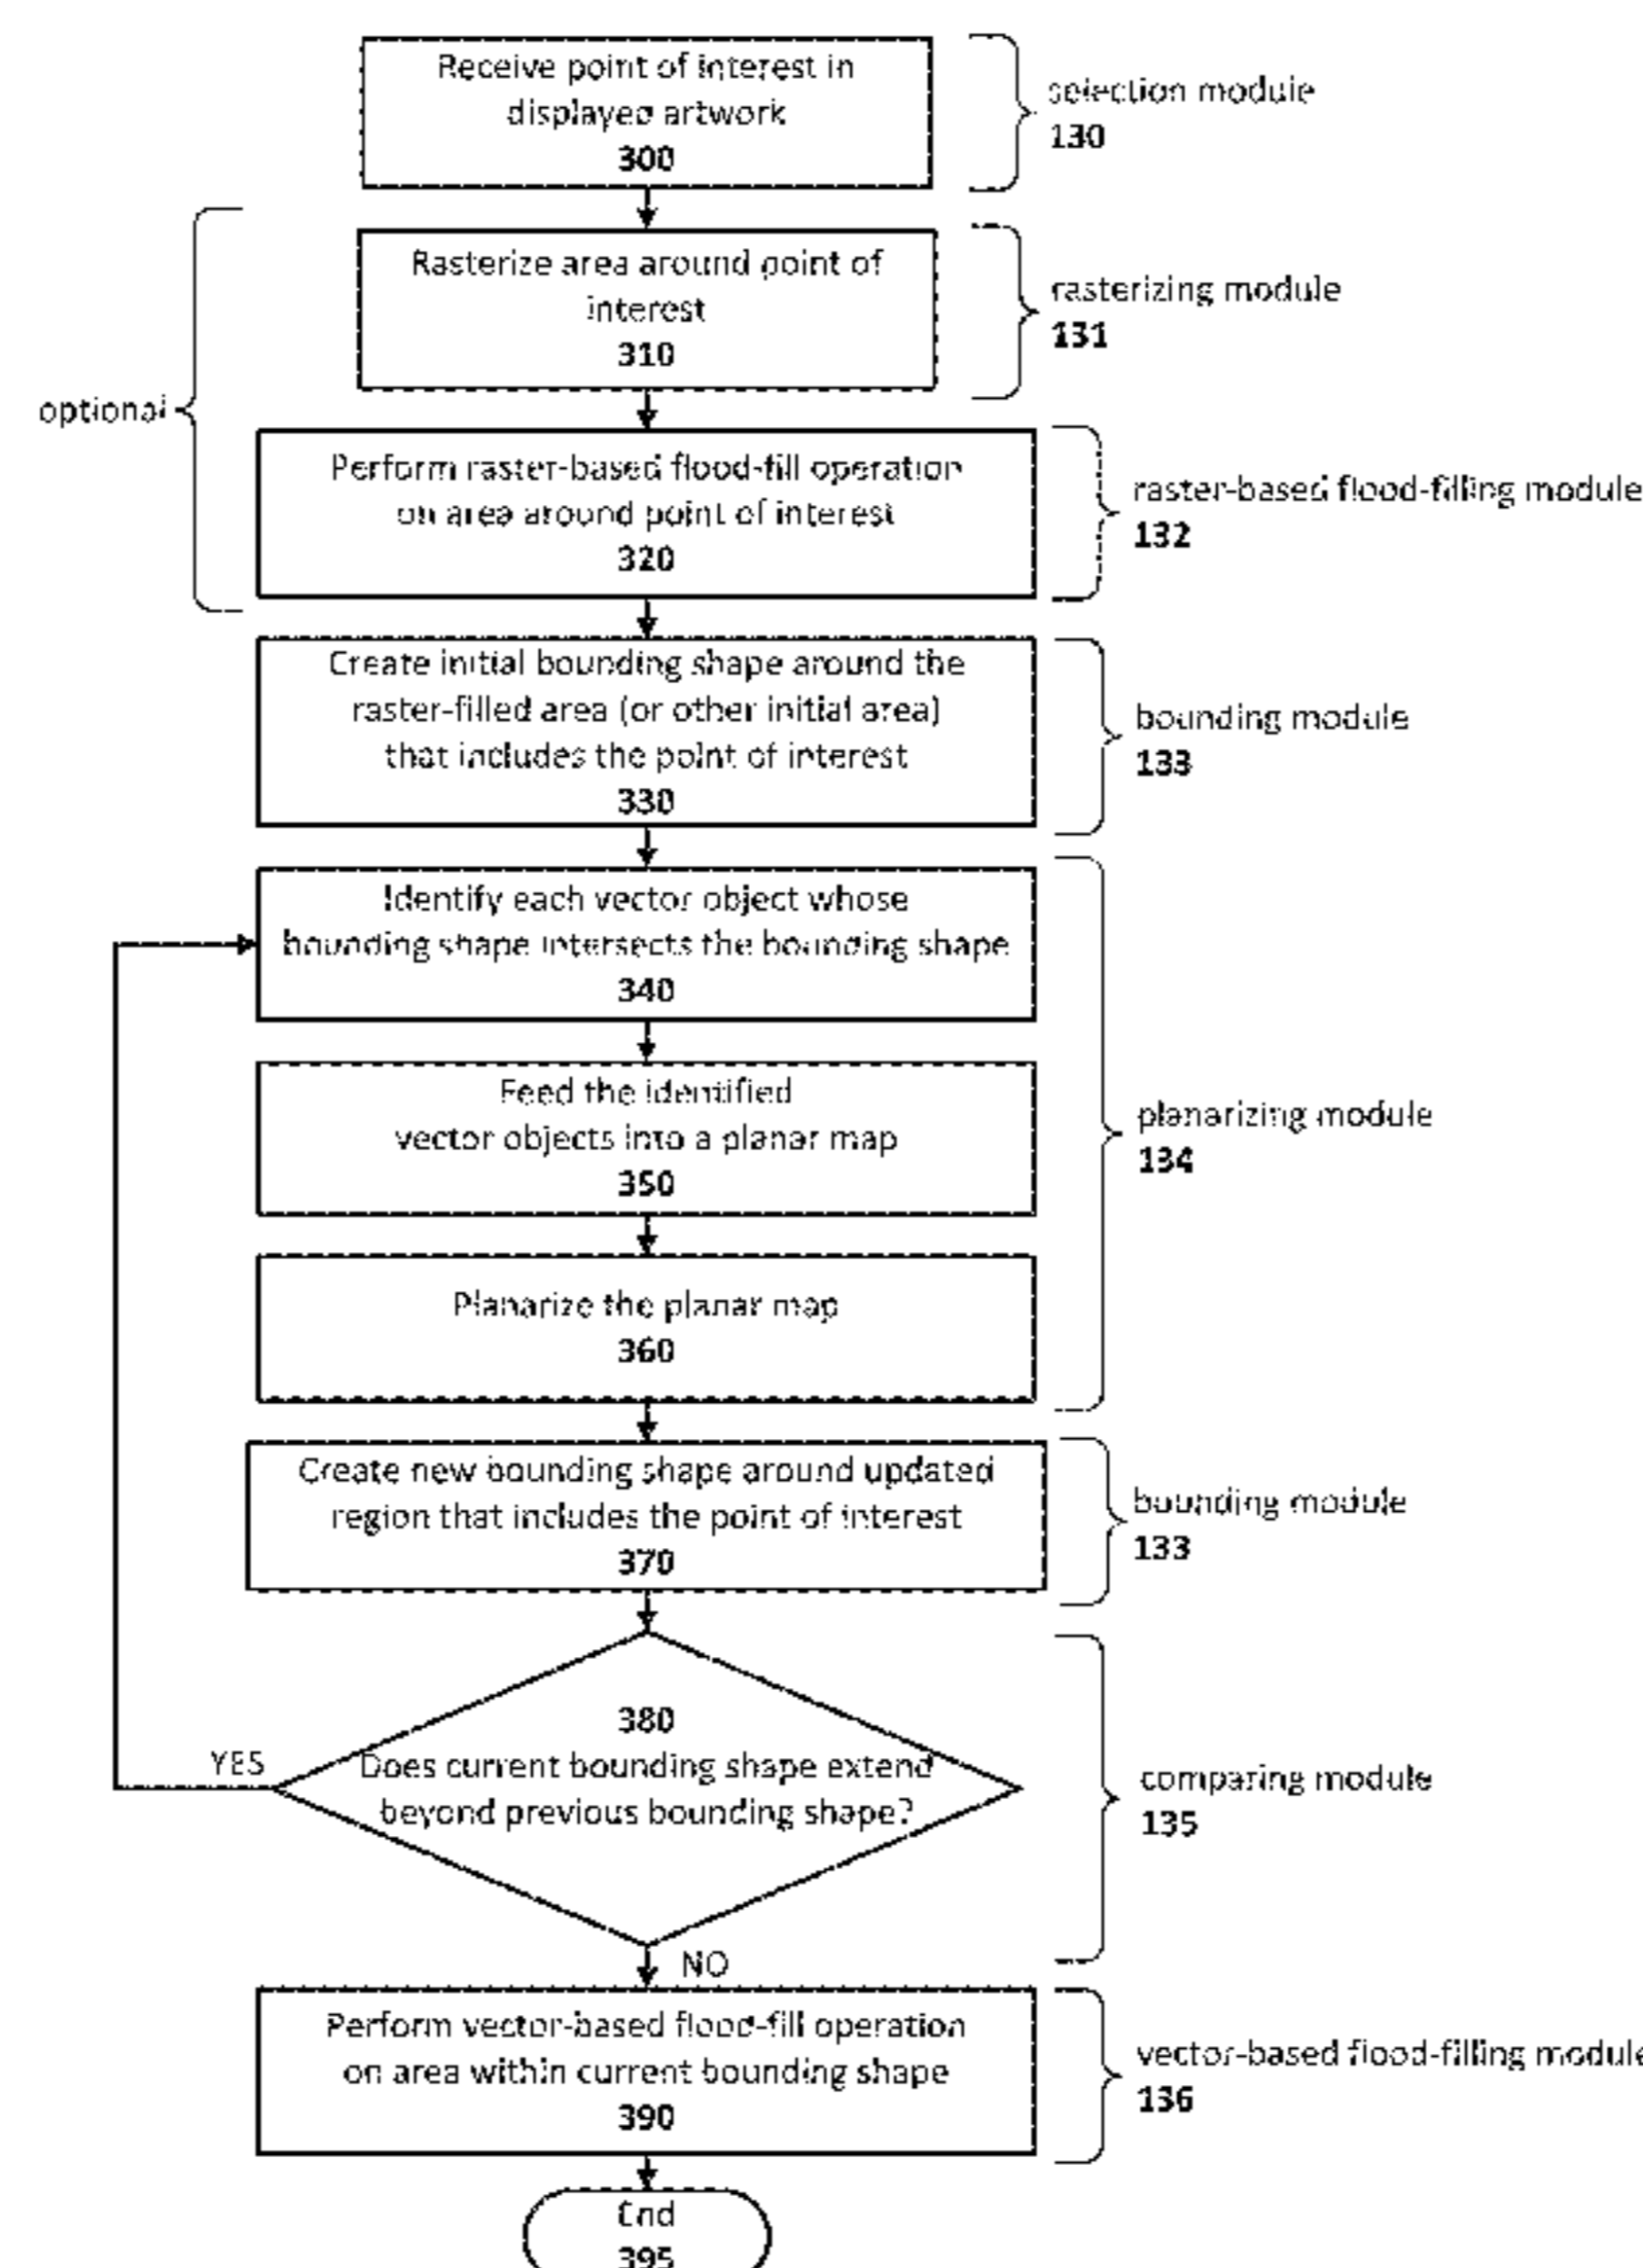 Receive point of interest in
displayed artwork
300
selection module
130
Rasterize area around point of
interest
310
rasterizing module
131
optional
Perform raster-based flood-fill operation
on area around point of interest
320
raster-based flood-filling module
132
Create initial bounding shape around the
raster-filled area (or other initial area)
that includes the point of interest
330
bounding module
133
Identify each vector object whose
bounding shape intersects the bounding shape
340
Feed the identified
vector objects into a planar map
350
planarizing module
134
Planarize the planar map
360
Create new bounding shape around updated
region that includes the point of interest
370
bounding module
133
380
Does current bounding shape extend
beyond previous bounding shape?
YES
comparing module
135
NO
Perform vector-based flood-fill operation
on area within current bounding shape
390
vector-based flood-filling module
136
End
395